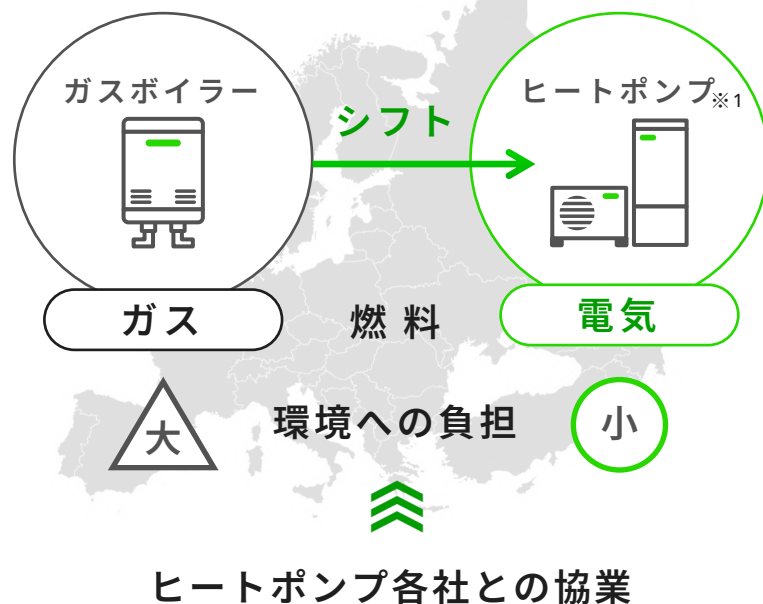 ガスボイラー
シフト
ヒートポンプ※1
ガス
燃料
電気
大
環境への負担
小
ヒートポンプ各社との協業